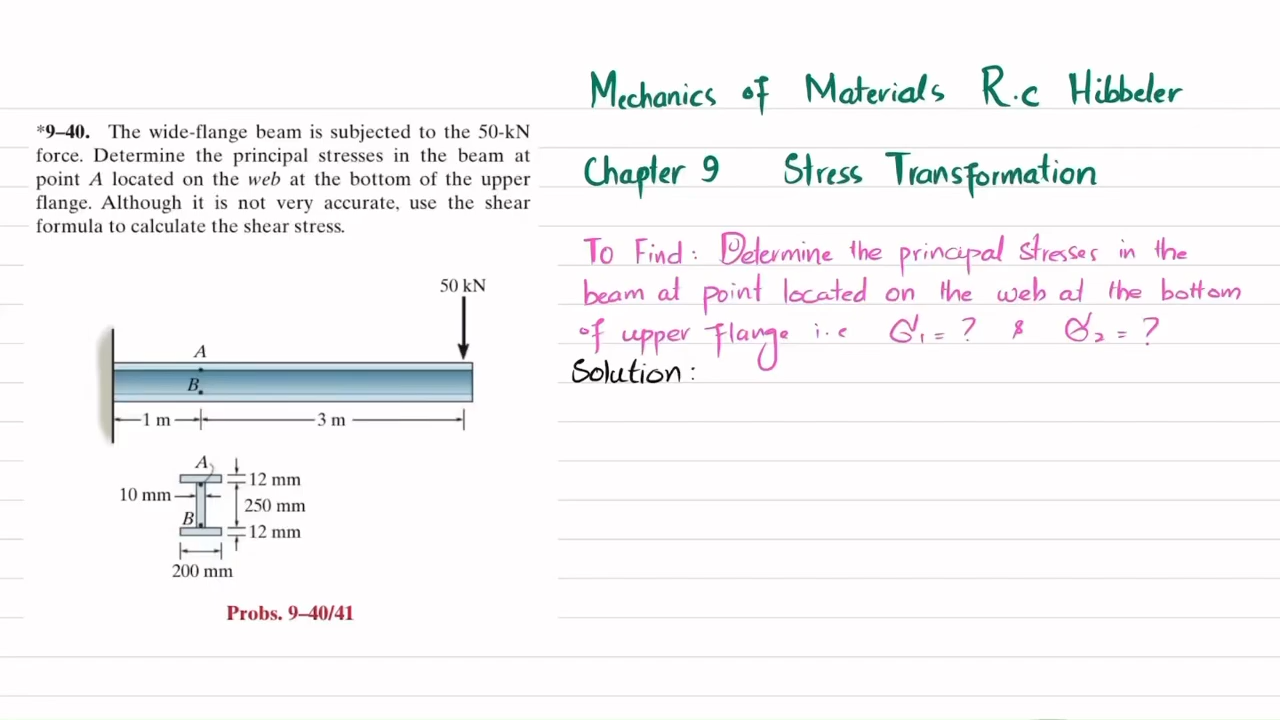 Mechanics of Materials R.c Hibbeler
*9–40. The wide-flange beam is subjected to the 50-kN
force. Determine the principal stresses in the beam at
point A located on the web at the bottom of the upper
flange. Although it is not very accurate, use the shear
formula to calculate the shear stress.
Chapter 9 Stress Transformation
To Find: Determine the principal stresses in the
beam at point located on the web at the bottom
of upper flange i.e σ1 = ? & σ2 = ?
Solution:
50 kN
A
B
1 m
3 m
A
12 mm
10 mm
250 mm
B
12 mm
200 mm
Probs. 9–40/41